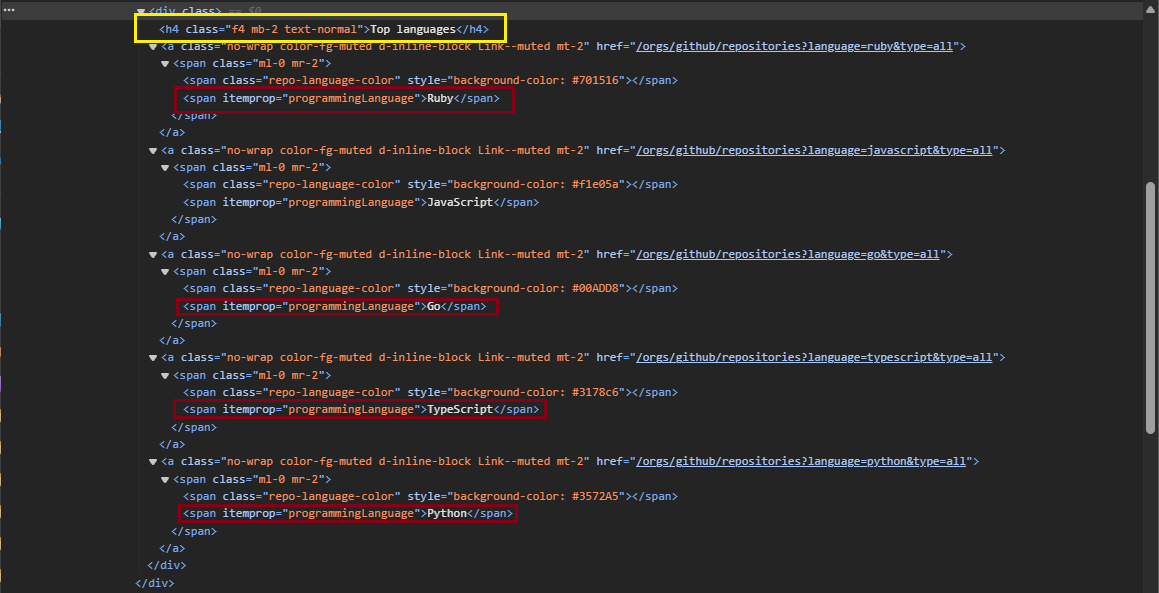 <div class> == $0
<h4 class="f4 mb-2 text-normal">Top languages</h4>
<a class="no-wrap color-fg-muted d-inline-block Link--muted mt-2" href="/orgs/github/repositories?language=ruby&type=all">
<span class="ml-0 mr-2">
<span class="repo-language-color" style="background-color: #701516"></span>
<span itemprop="programmingLanguage">Ruby</span>
</span>
</a>
<a class="no-wrap color-fg-muted d-inline-block Link--muted mt-2" href="/orgs/github/repositories?language=javascript&type=all">
<span class="ml-0 mr-2">
<span class="repo-language-color" style="background-color: #f1e05a"></span>
<span itemprop="programmingLanguage">JavaScript</span>
</span>
</a>
<a class="no-wrap color-fg-muted d-inline-block Link--muted mt-2" href="/orgs/github/repositories?language=go&type=all">
<span class="ml-0 mr-2">
<span class="repo-language-color" style="background-color: #00ADD8"></span>
<span itemprop="programmingLanguage">Go</span>
</span>
</a>
<a class="no-wrap color-fg-muted d-inline-block Link--muted mt-2" href="/orgs/github/repositories?language=typescript&type=all">
<span class="ml-0 mr-2">
<span class="repo-language-color" style="background-color: #3178c6"></span>
<span itemprop="programmingLanguage">TypeScript</span>
</span>
</a>
<a class="no-wrap color-fg-muted d-inline-block Link--muted mt-2" href="/orgs/github/repositories?language=python&type=all">
<span class="ml-0 mr-2">
<span class="repo-language-color" style="background-color: #3572A5"></span>
<span itemprop="programmingLanguage">Python</span>
</span>
</a>
</div>
</div>